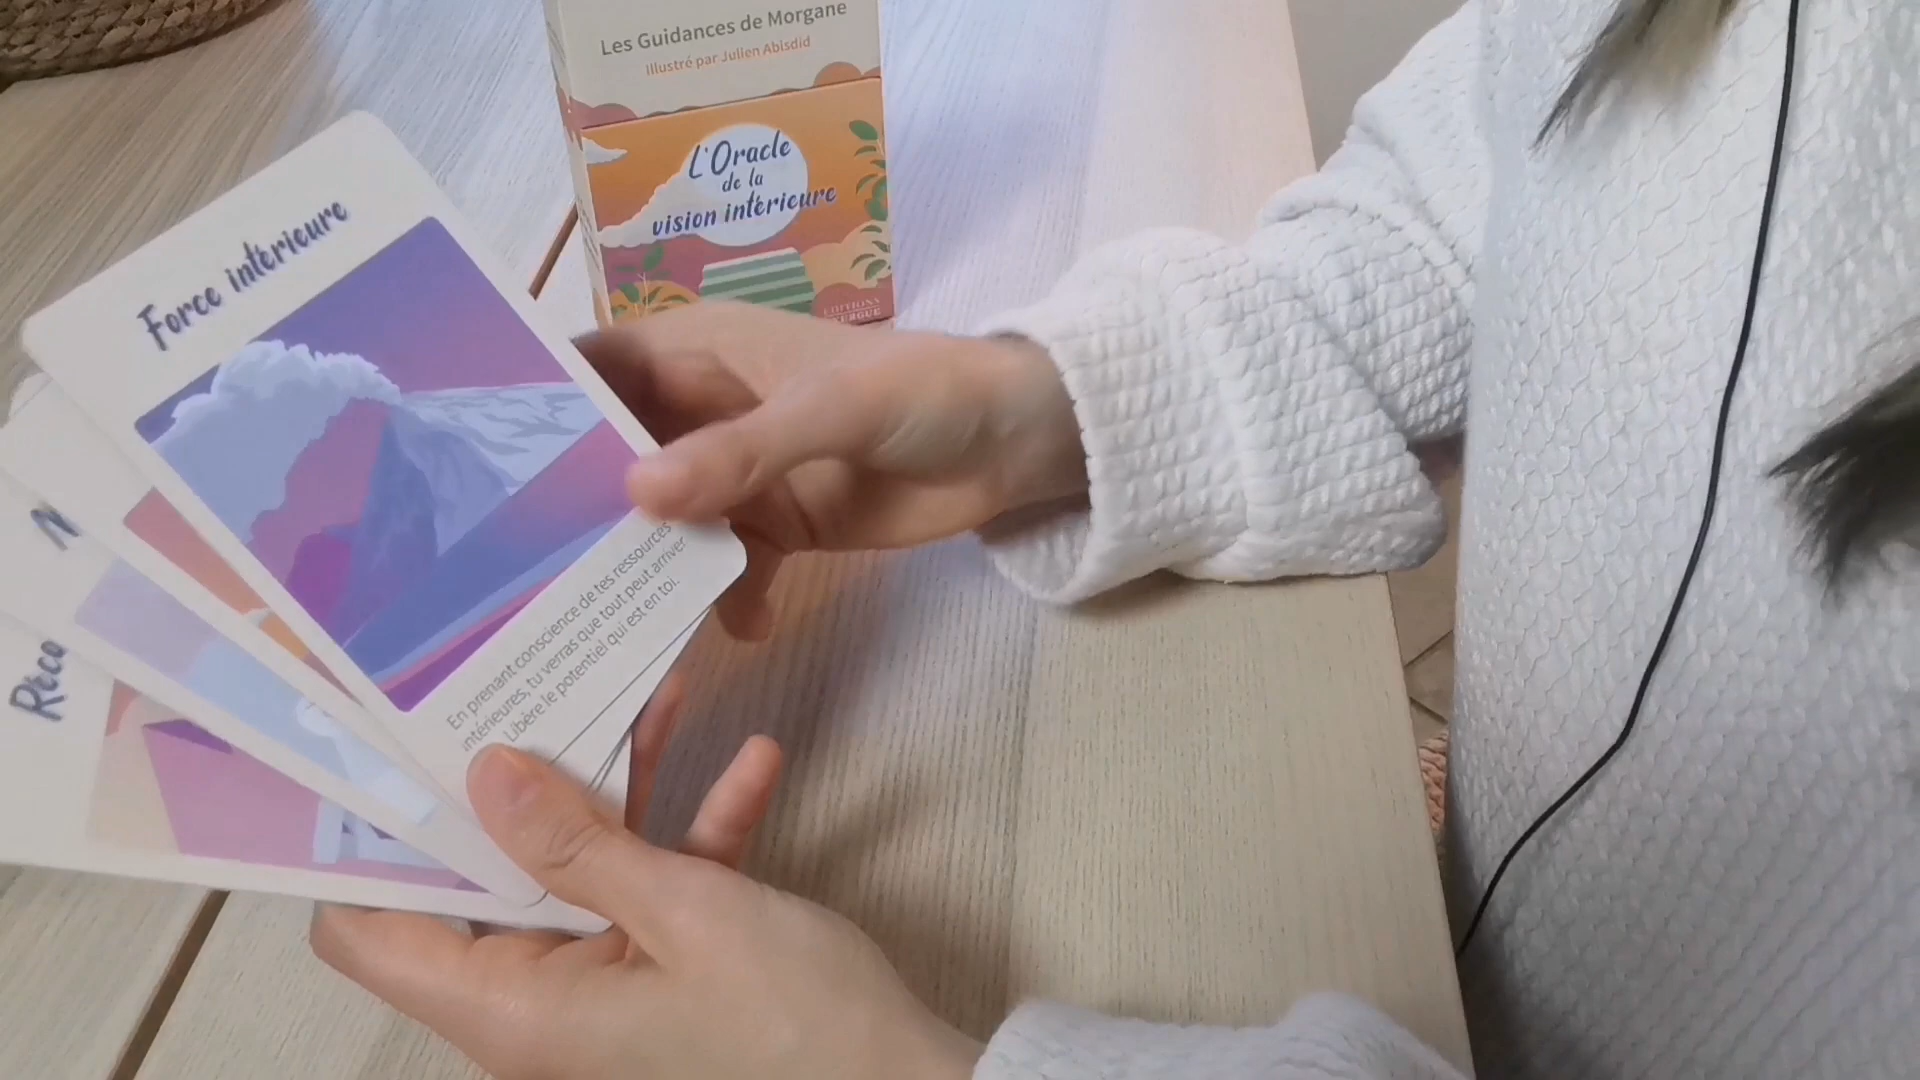 Les Guidances de Morgane
Illustré par Julien Abisdid
L'Oracle
de la
vision intérieure
EDITIONS
Force intérieure
En prenant conscience de tes ressources
intérieures, tu verras que tout peut arriver.
Libère le potentiel qui est en toi.